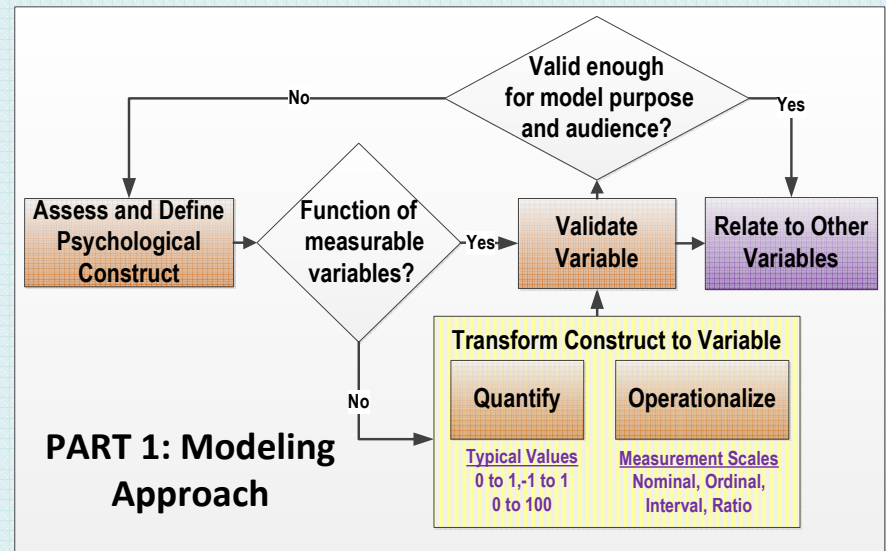 Valid enough
for model purpose
and audience?
No
Yes
Assess and Define
Psychological
Construct
Function of
measurable
variables?
Yes
Validate
Variable
Relate to Other
Variables
No
Transform Construct to Variable
Quantify
Operationalize
Typical Values
0 to 1,-1 to 1
0 to 100
Measurement Scales
Nominal, Ordinal,
Interval, Ratio
PART 1: Modeling
Approach